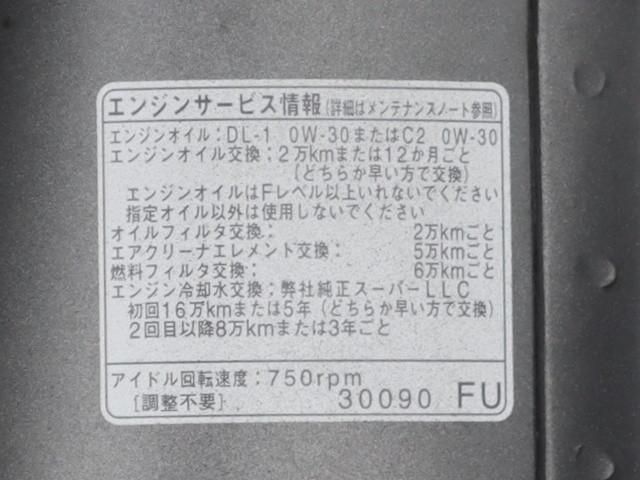 エンジンサービス情報(詳細はメンテナンスノート参照)
エンジンオイル:DL-1 0W-30またはC2 0W-30
エンジンオイル交換:2万kmまたは12か月ごと
(どちらか早い方で交換)
エンジンオイルはFレベル以上いれないでください
指定オイル以外は使用しないでください
オイルフィルタ交換: 2万kmごと
エアクリーナエレメント交換: 5万kmごと
燃料フィルタ交換: 6万kmごと
エンジン冷却水交換:弊社純正スーパーLLC
初回16万kmまたは5年(どちらか早い方で交換)
2回目以降8万kmまたは3年ごと
アイドル回転速度:750rpm
[調整不要] 30090 FU